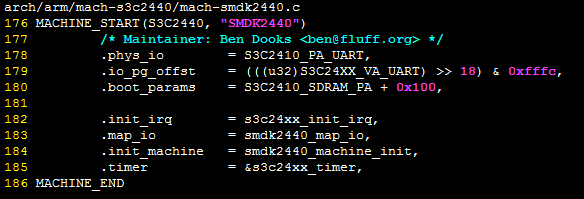 arch/arm/mach-s3c2440/mach-smdk2440.c
176 MACHINE_START(S3C2440, "SMDK2440")
177         /* Maintainer: Ben Dooks <ben@fluff.org> */
178         .phys_io        = S3C2410_PA_UART,
179         .io_pg_offst    = (((u32)S3C24XX_VA_UART) >> 18) & 0xfffc,
180         .boot_params    = S3C2410_SDRAM_PA + 0x100,
181
182         .init_irq       = s3c24xx_init_irq,
183         .map_io         = smdk2440_map_io,
184         .init_machine   = smdk2440_machine_init,
185         .timer          = &s3c24xx_timer,
186 MACHINE_END